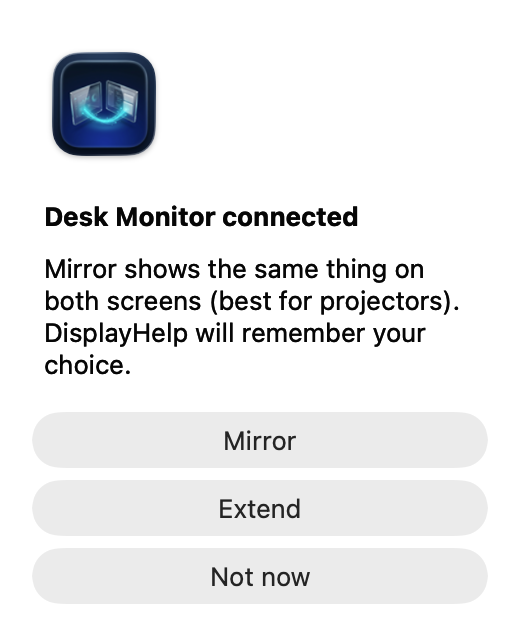 Desk Monitor connected
Mirror shows the same thing on
both screens (best for projectors).
DisplayHelp will remember your
choice.
Mirror
Extend
Not now